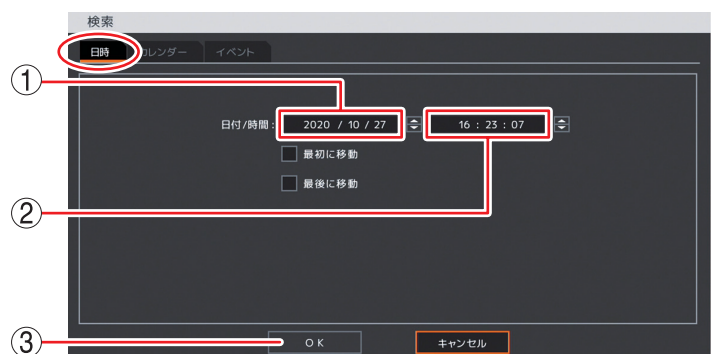 検索
日時 カレンダー イベント
①
日付/時間 : 2020 / 10 / 27 16 : 23 : 07
最初に移動
最後に移動
②
③ OK キャンセル